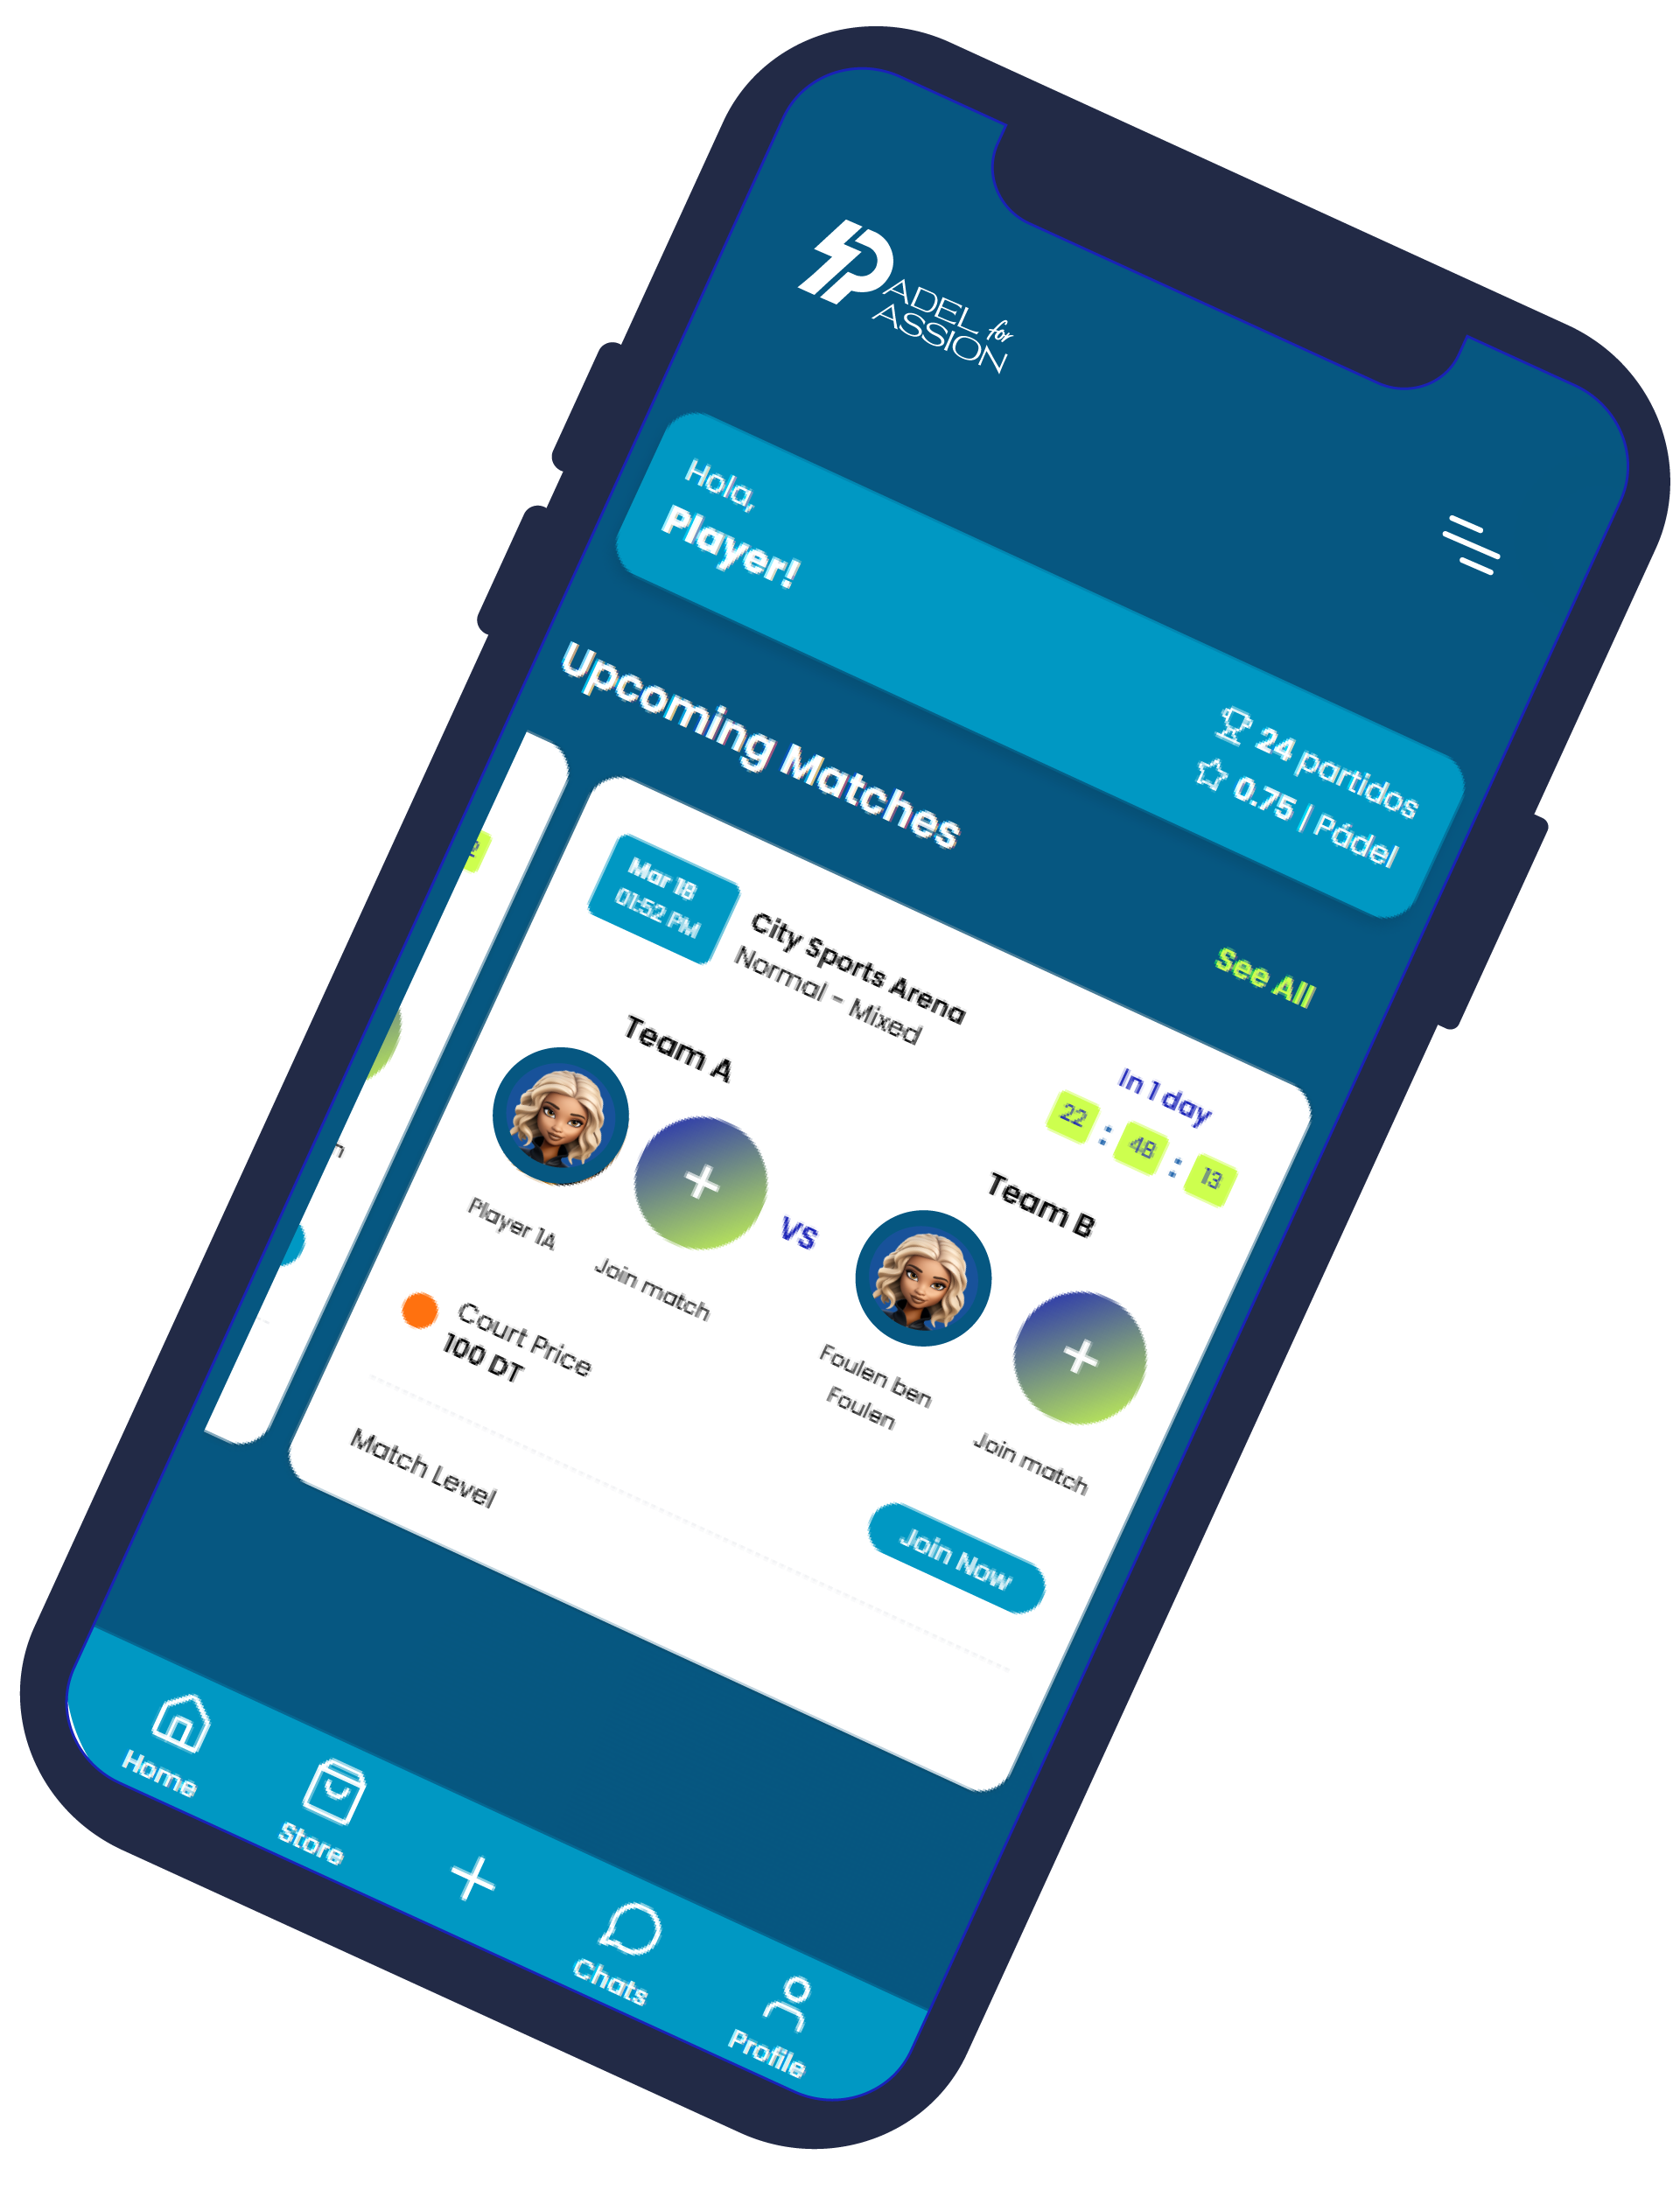 PADEL for
PASSION
Hola,
Player!
24 partidos
0.75 | Pádel
Upcoming Matches
See All
Mar 18
01:52 PM
City Sports Arena
Normal - Mixed
In 1 day
22 : 48 : 13
Team A
Team B
Player 1A
Join match
VS
Foulen ben
Foulen
Join match
Court Price
100 DT
Join Now
Match Level
Home
Store
Chats
Profile